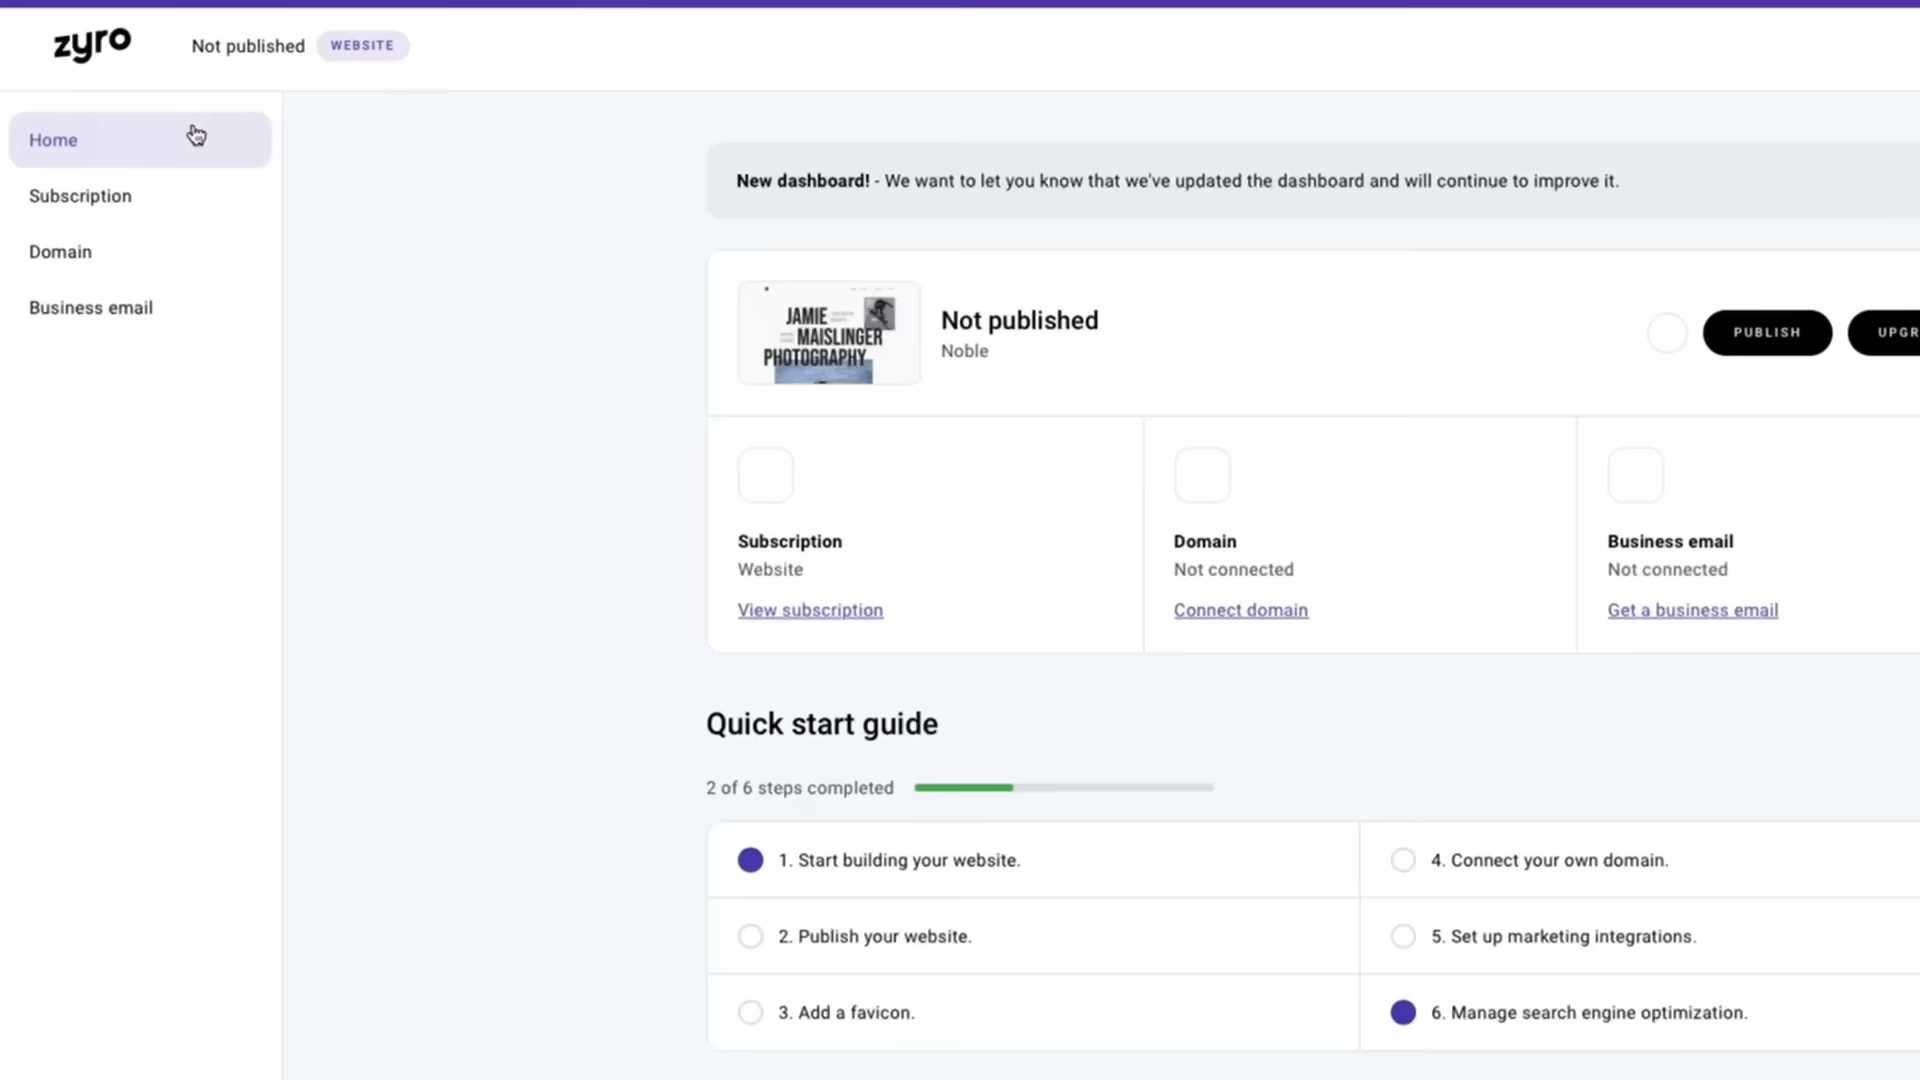 zyro
Not published WEBSITE
Home
Subscription
Domain
Business email
New dashboard! - We want to let you know that we've updated the dashboard and will continue to improve it.
JAMIE
MAISLINGER
PHOTOGRAPHY
Not published
Noble
PUBLISH
UPGR
Subscription
Website
View subscription
Domain
Not connected
Connect domain
Business email
Not connected
Get a business email
Quick start guide
2 of 6 steps completed
1. Start building your website.
2. Publish your website.
3. Add a favicon.
4. Connect your own domain.
5. Set up marketing integrations.
6. Manage search engine optimization.